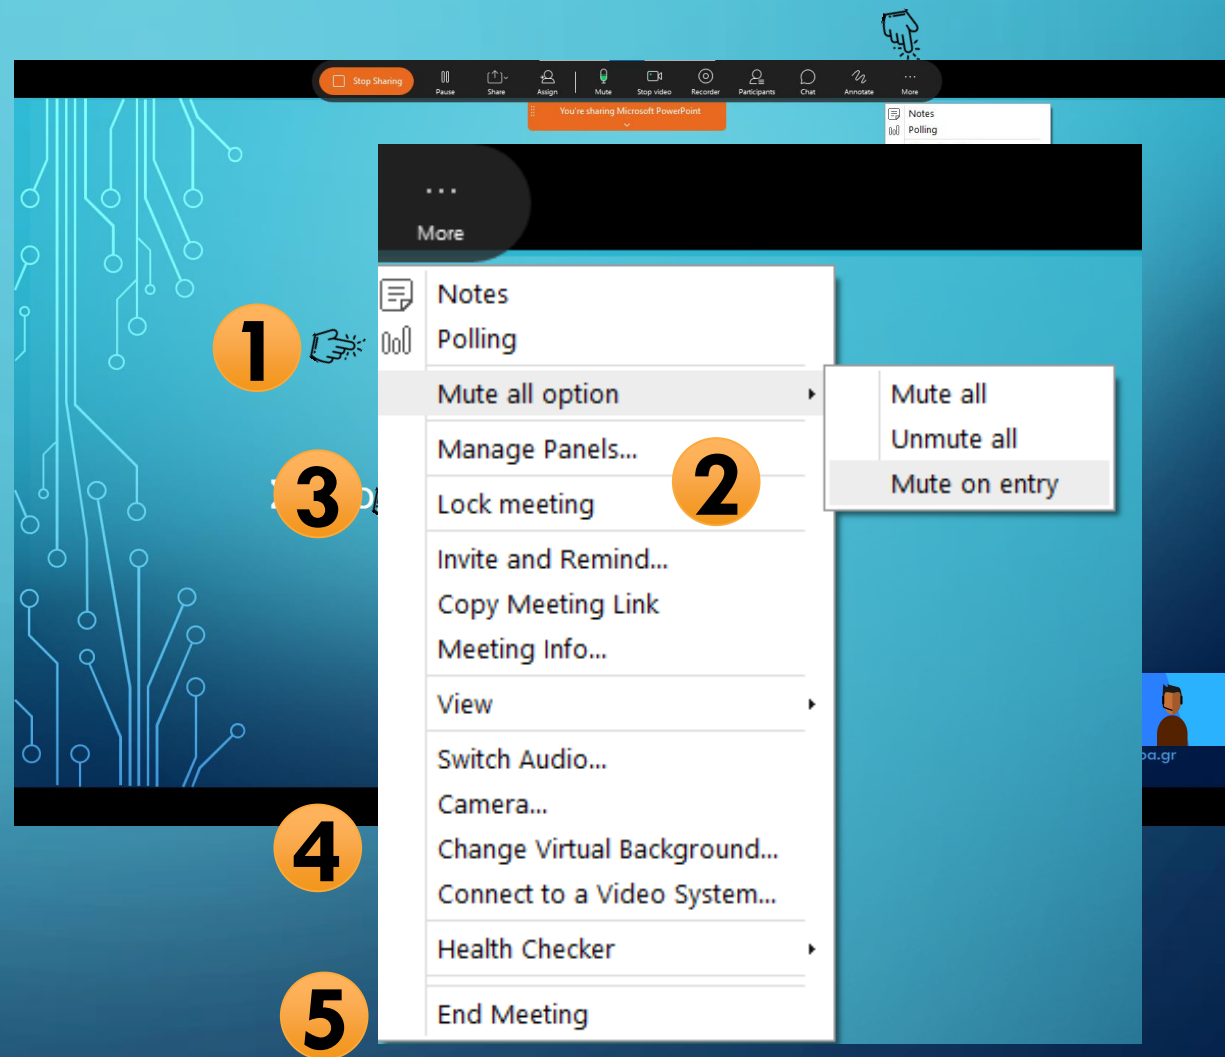 Stop Sharing
Pause
Share
Assign
Mute
Stop video
Recorder
Participants
Chat
Annotate
More
You're sharing Microsoft PowerPoint
Notes
Polling
More
Notes
1
Polling
Mute all option
Mute all
Unmute all
Manage Panels...
2
Mute on entry
3
Lock meeting
Invite and Remind...
Copy Meeting Link
Meeting Info...
View
Switch Audio...
pa.gr
Camera...
4
Change Virtual Background...
Connect to a Video System...
Health Checker
5
End Meeting